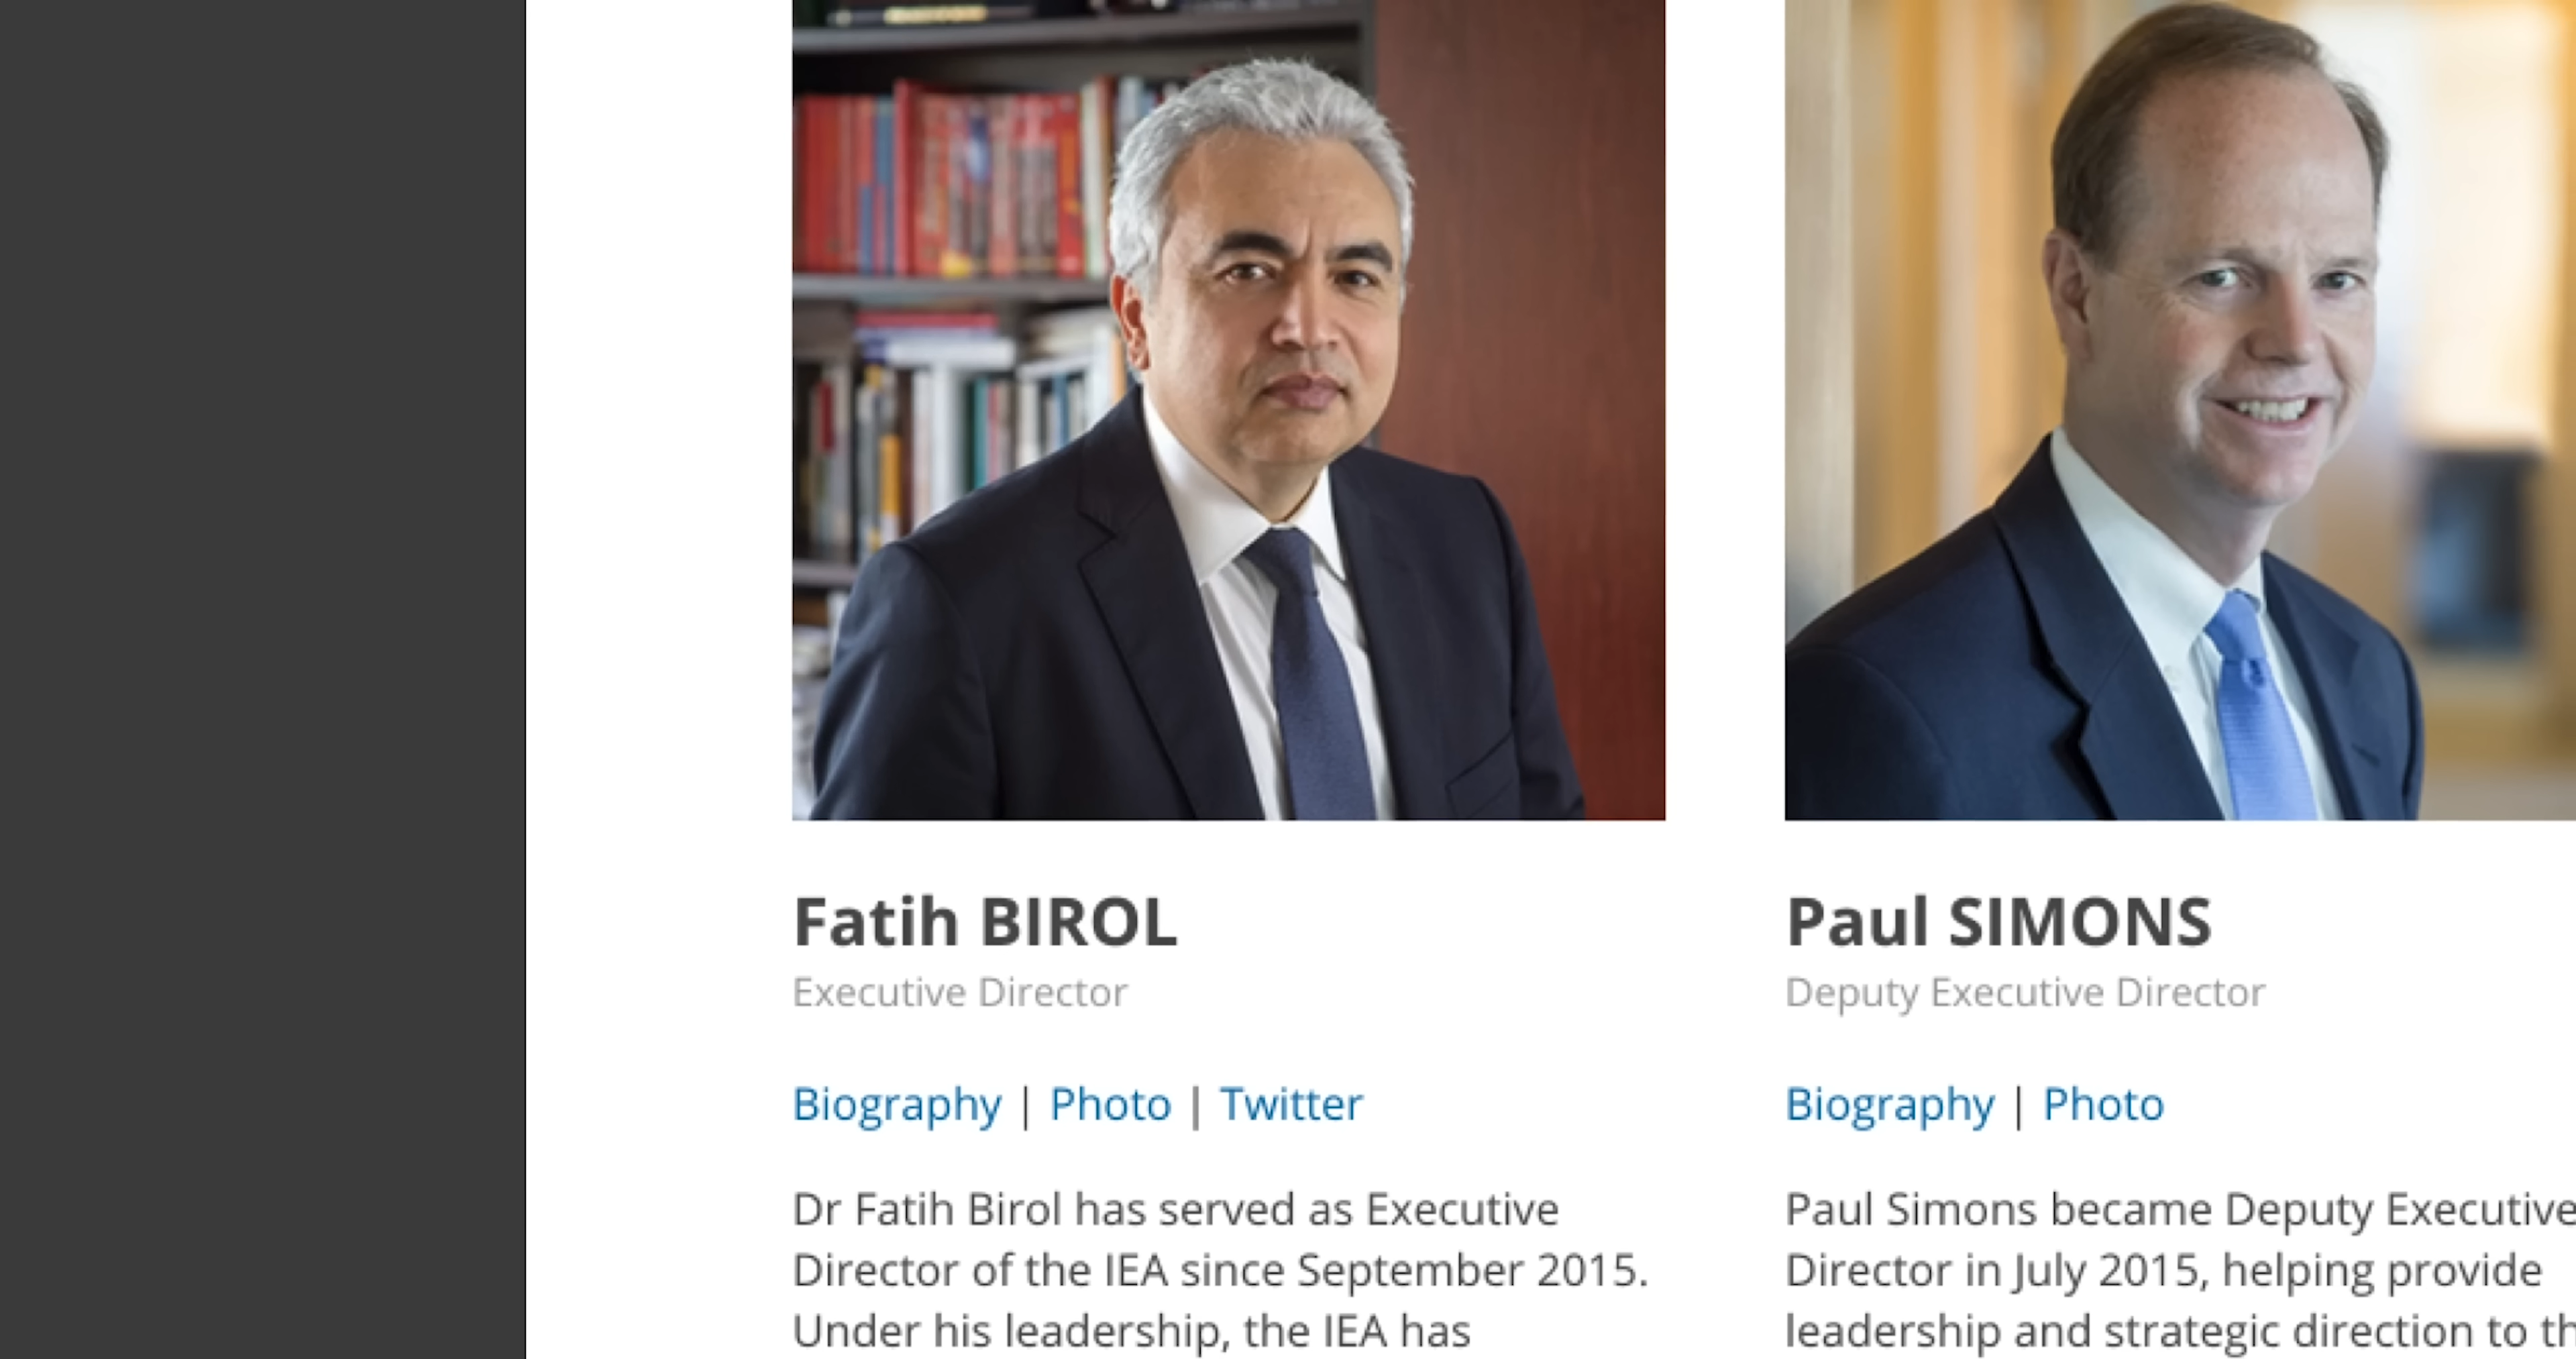 Fatih BIROL
Executive Director
Biography | Photo | Twitter
Dr Fatih Birol has served as Executive
Director of the IEA since September 2015.
Under his leadership, the IEA has
Paul SIMONS
Deputy Executive Director
Biography | Photo
Paul Simons became Deputy Executive
Director in July 2015, helping provide
leadership and strategic direction to